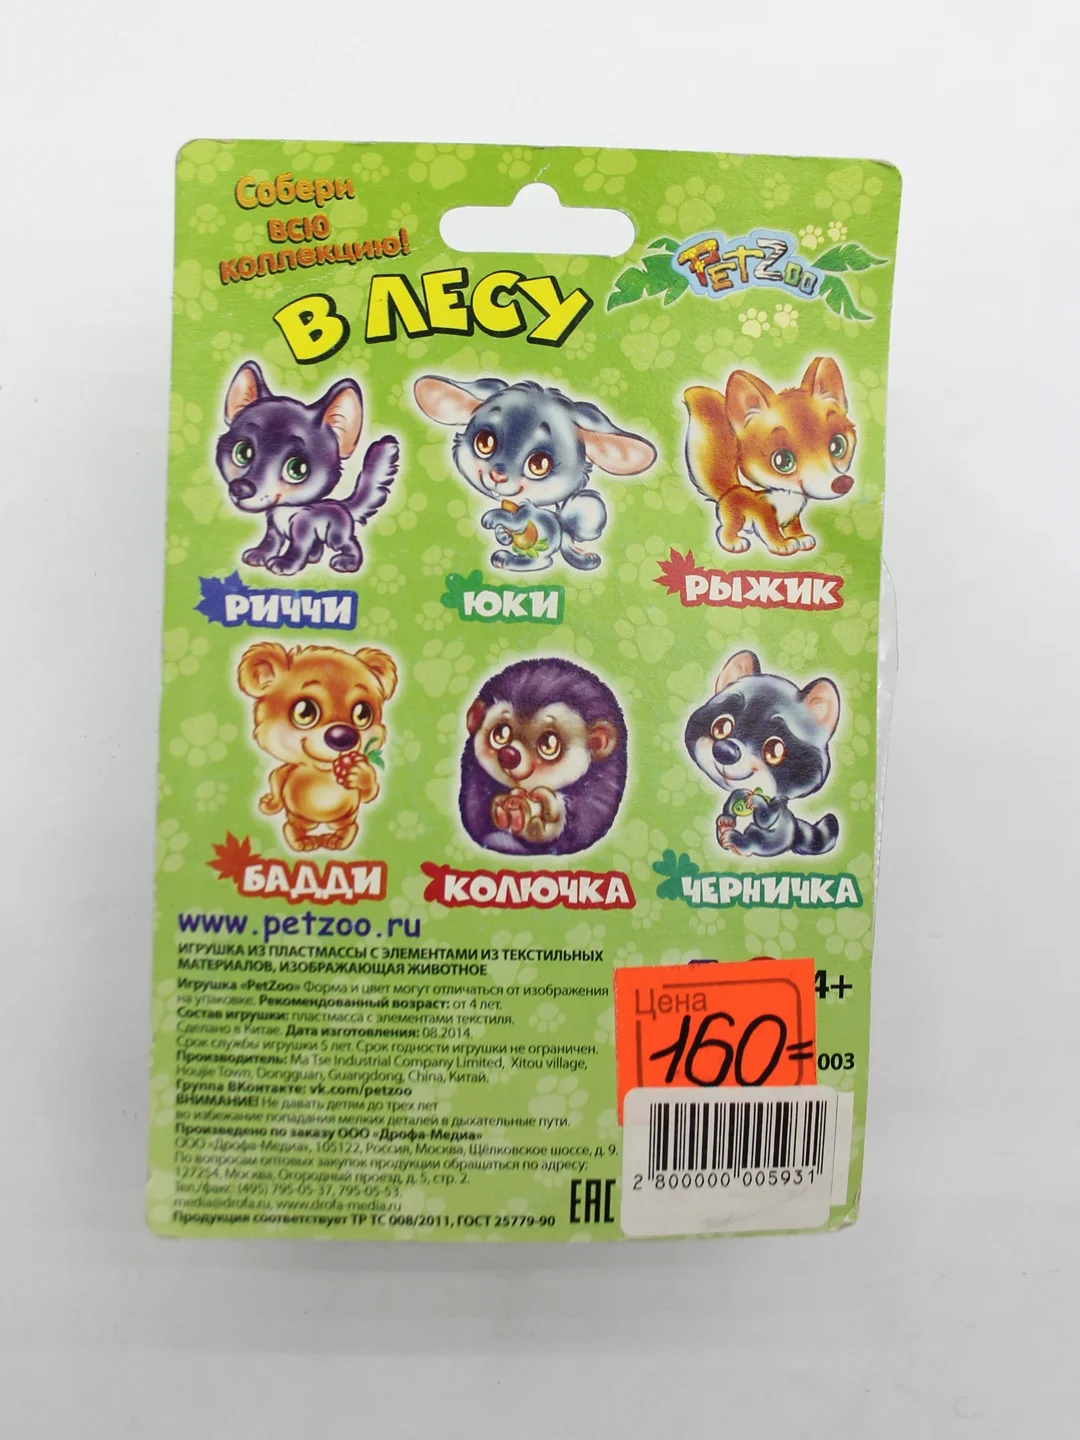 Собери
всю
коллекцию!
PetZoo
В ЛЕСУ
РИЧЧИ
ЮКИ
РЫЖИК
БАДДИ
КОЛЮЧКА
ЧЕРНИЧКА
www.petzoo.ru
ИГРУШКА ИЗ ПЛАСТМАССЫ С ЭЛЕМЕНТАМИ ИЗ ТЕКСТИЛЬНЫХ
МАТЕРИАЛОВ, ИЗОБРАЖАЮЩАЯ ЖИВОТНОЕ
Игрушка «PetZoo» Форма и цвет могут отличаться от изображения
на упаковке. Рекомендованный возраст: от 4 лет.
Состав игрушки: пластмасса с элементами текстиля.
Сделано в Китае. Дата изготовления: 08.2014.
Срок службы игрушки 5 лет. Срок годности игрушки не ограничен.
Производитель: Ma Tse Industrial Company Limited, Xitou village,
Houjie Town, Dongguan, Guangdong, China, Китай.
Группа ВКонтакте: vk.com/petzoo
ВНИМАНИЕ! Не давать детям до трех лет
во избежание попадания мелких деталей в дыхательные пути.
Произведено по заказу ООО «Дрофа-Медиа»
ООО «Дрофа-Медиа», 105122, Россия, Москва, Щёлковское шоссе, д. 9.
По вопросам оптовых закупок продукции обращаться по адресу:
127254, Москва, Огородный проезд, д. 5, стр. 2.
Тел./факс: (495) 795-05-37, 795-05-53.
media@drofa.ru, www.drofa-media.ru
Продукция соответствует ТР ТС 008/2011, ГОСТ 25779-90
EAC
4+
Цена
160=
003
2 800000 005931